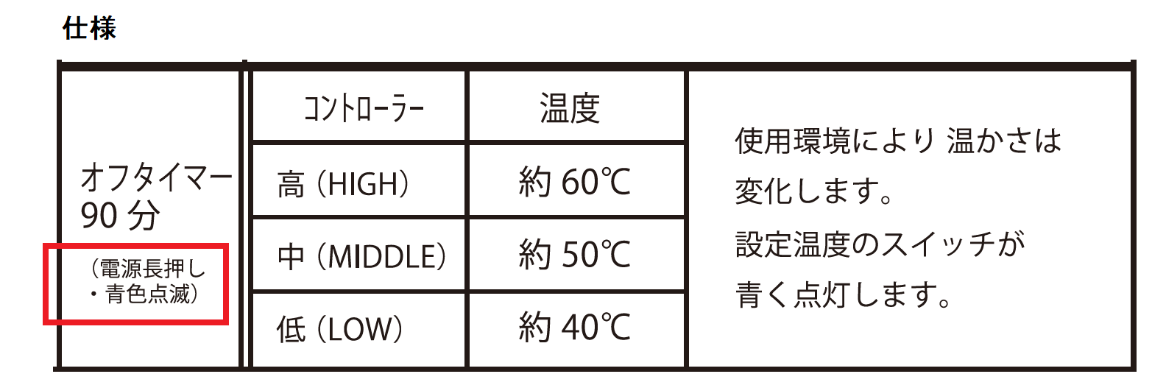 仕様
オフタイマー
90 分
（電源長押し
・青色点滅）
コントローラー
温度
高（HIGH）
約 60℃
中（MIDDLE）
約 50℃
低（LOW）
約 40℃
使用環境により 温かさは
変化します。
設定温度のスイッチが
青く点灯します。